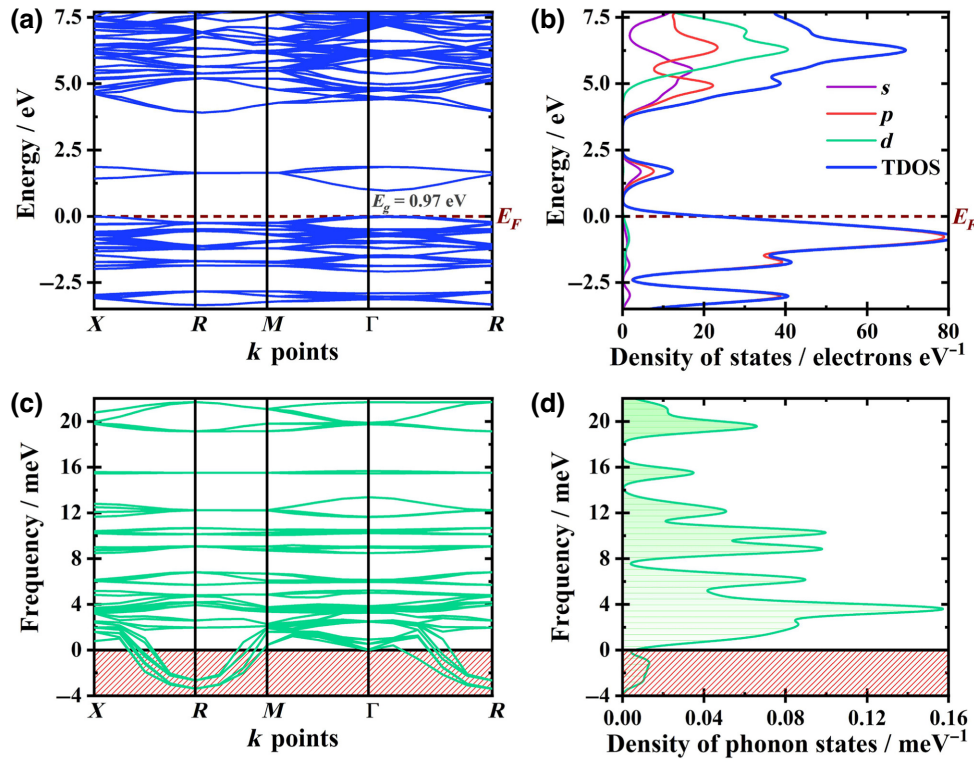 (a)
7.5
5.0
2.5
0.0
−2.5
Energy / eV
E_g = 0.97 eV
E_F
X R M Γ R
k points
(b)
7.5
5.0
2.5
0.0
−2.5
Energy / eV
s
p
d
TDOS
E_F
0 20 40 60 80
Density of states / electrons eV⁻¹
(c)
20
16
12
8
4
0
−4
Frequency / meV
X R M Γ R
k points
(d)
20
16
12
8
4
0
−4
Frequency / meV
0.00 0.04 0.08 0.12 0.16
Density of phonon states / meV⁻¹